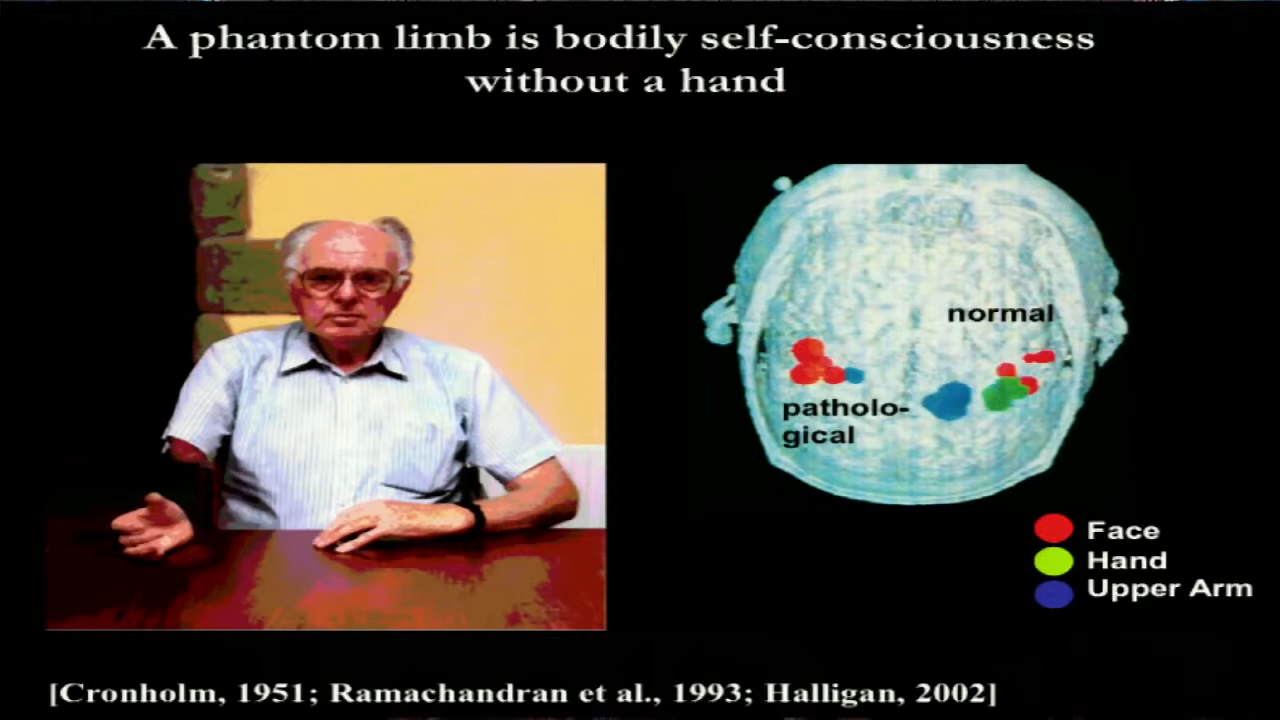 A phantom limb is bodily self-consciousness
without a hand
normal
patholo-
gical
Face
Hand
Upper Arm
[Cronholm, 1951; Ramachandran et al., 1993; Halligan, 2002]